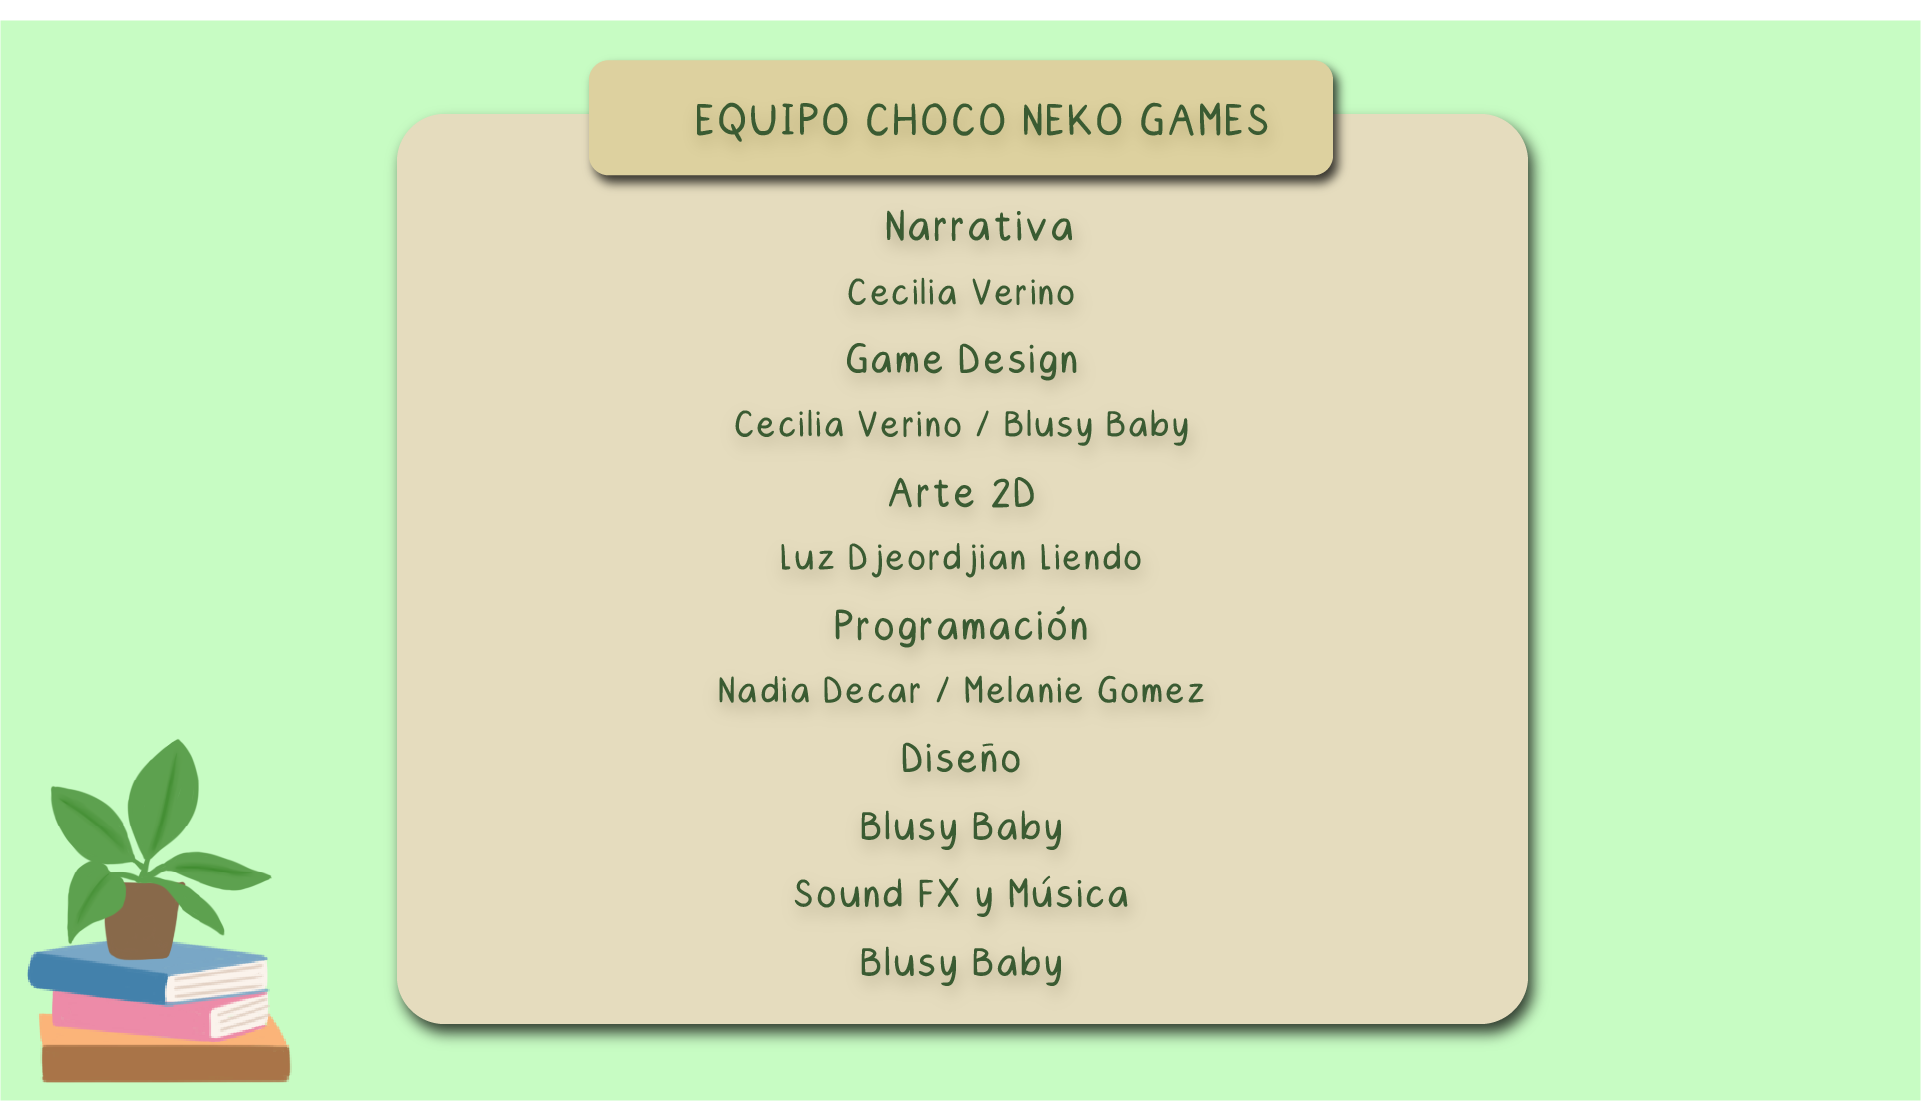 EQUIPO CHOCO NEKO GAMES
Narrativa
Cecilia Verino
Game Design
Cecilia Verino / Blusy Baby
Arte 2D
Luz Djeordjian Liendo
Programación
Nadia Decar / Melanie Gomez
Diseño
Blusy Baby
Sound FX y Música
Blusy Baby